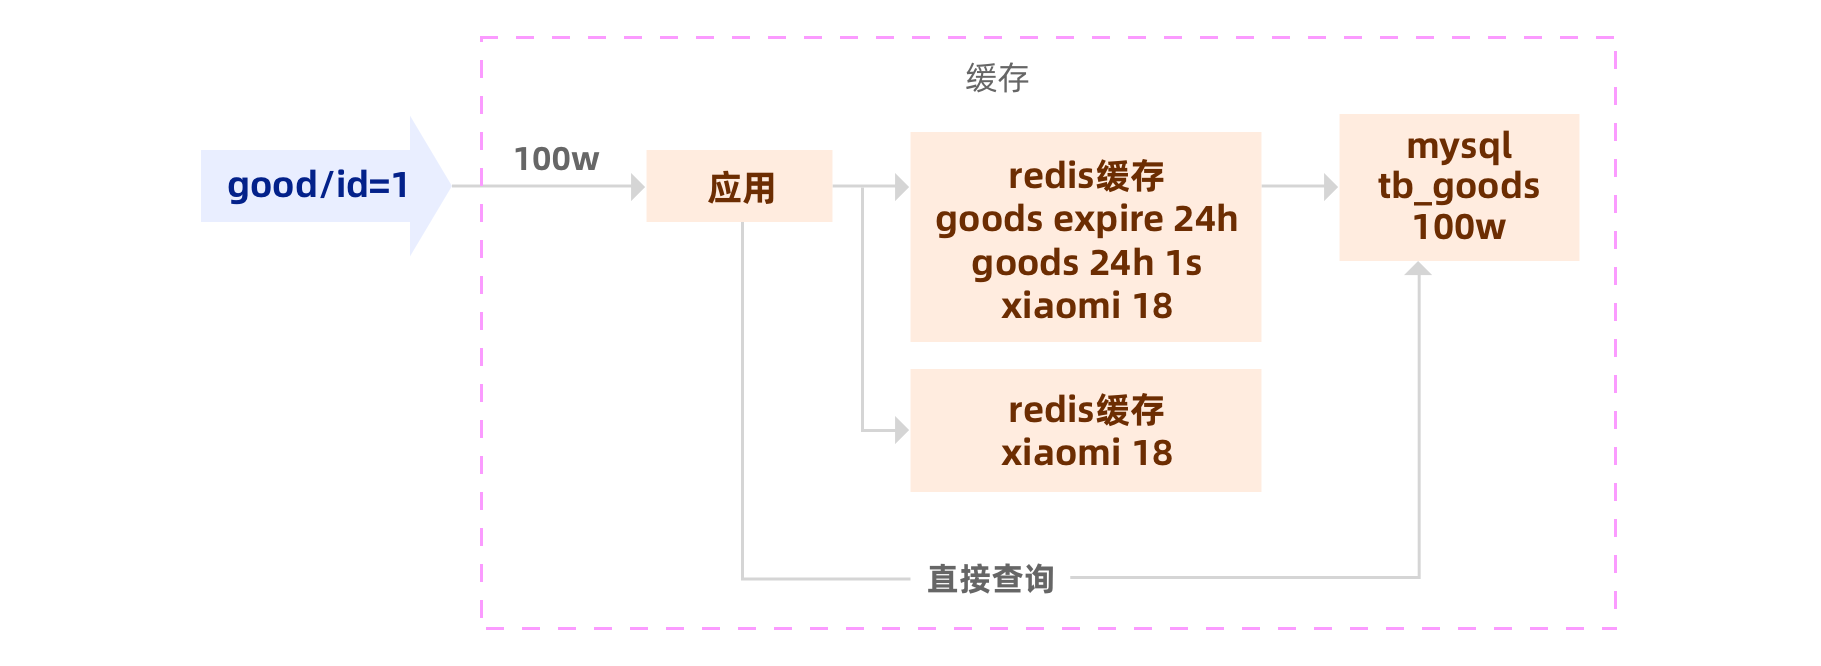 缓存
good/id=1
100w
应用
redis缓存
goods expire 24h
goods 24h 1s
xiaomi 18
mysql
tb_goods
100w
redis缓存
xiaomi 18
直接查询